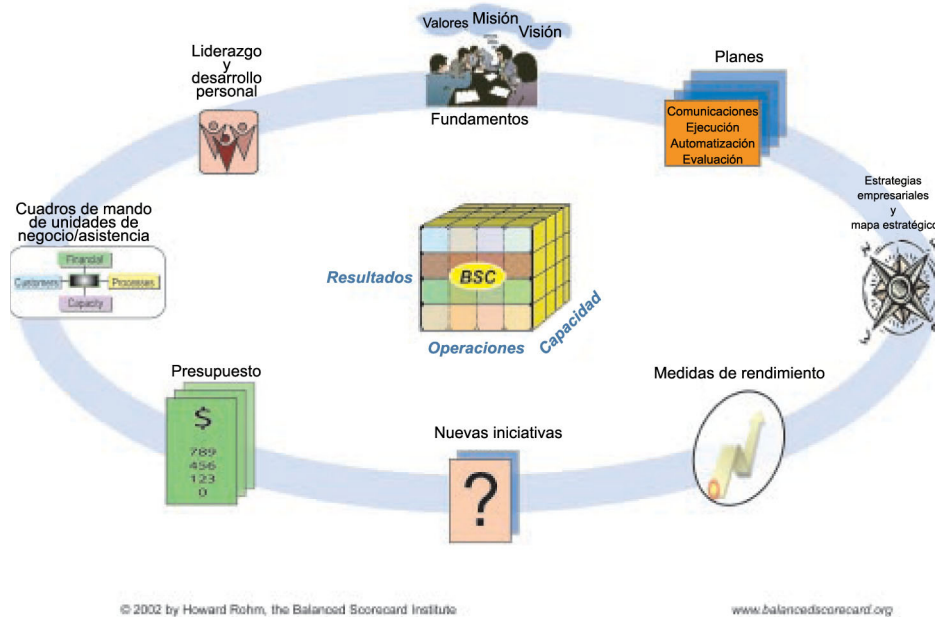 Valores Misión
Visión
Fundamentos
Liderazgo
y
desarrollo
personal
Planes
Comunicaciones
Ejecución
Automatización
Evaluación
Estrategias
empresariales
y
mapa estratégico
Cuadros de mando
de unidades de
negocio/asistencia
Financial
Customers
Processes
Capacity
Resultados
BSC
Operaciones
Capacidad
Presupuesto
$
789
456
123
0
Nuevas iniciativas
?
Medidas de rendimiento
© 2002 by Howard Rohm, the Balanced Scorecard Institute
www.balancedscorecard.org